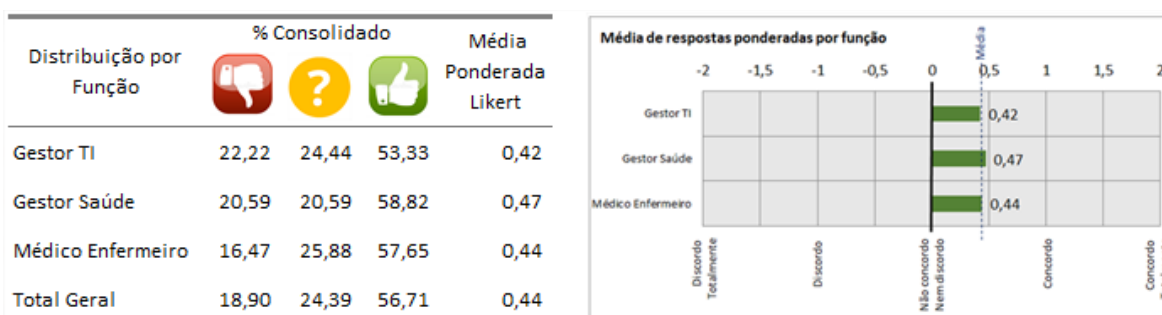 Distribuição por
Função
% Consolidado
?
Média
Ponderada
Likert
Gestor TI 22,22 24,44 53,33 0,42
Gestor Saúde 20,59 20,59 58,82 0,47
Médico Enfermeiro 16,47 25,88 57,65 0,44
Total Geral 18,90 24,39 56,71 0,44
Média de respostas ponderadas por função
Média
-2 -1,5 -1 -0,5 0 0,5 1 1,5 2
Gestor TI 0,42
Gestor Saúde 0,47
Médico Enfermeiro 0,44
Discordo
Totalmente
Discordo
Não concordo
Nem discordo
Concordo
Concordo